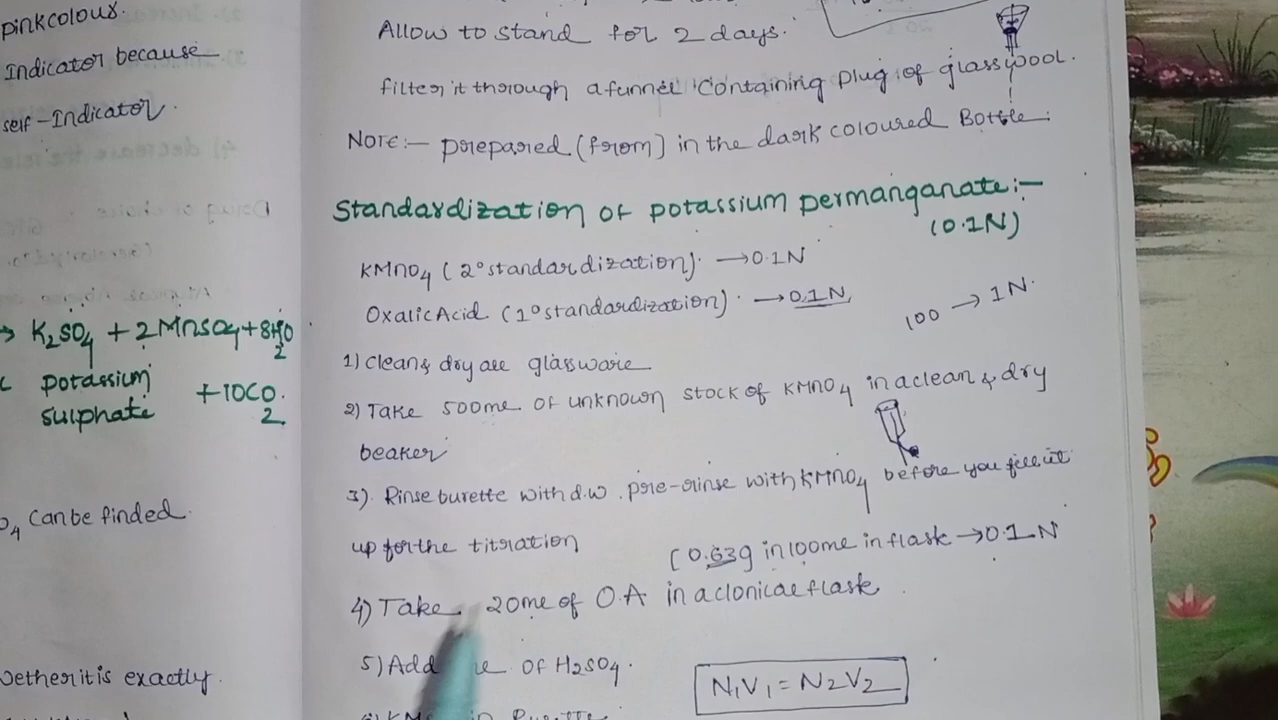 pinkcolour.
Indicator because
self-Indicator.
→ K2SO4 + 2MnSO4+8H2O
potassium
sulphate +10CO2.
O4 Can be finded.
ether it is exactly.
Allow to stand for 2 days.
filter it through a funnel Containing plug of glasswool.
NOTE:- prepared (from) in the dark coloured Bottle.
Standardization of potassium permanganate:-
(0.1N)
KMnO4 (2° standardization). →0.1N
Oxalic Acid (1° standardization). →0.1N
100 → 1N.
1) Clean & dry all glassware
2) Take 500ml of unknown stock of KMnO4 in a clean & dry
beaker
3) Rinse burette with d.w. pre-rinse with KMnO4 before you fill it
up for the titration
(0.63g in 100ml in flask →0.1N
4) Take 20ml of O.A in a clonical flask.
5) Add of H2SO4.
N1V1 = N2V2
in Burette